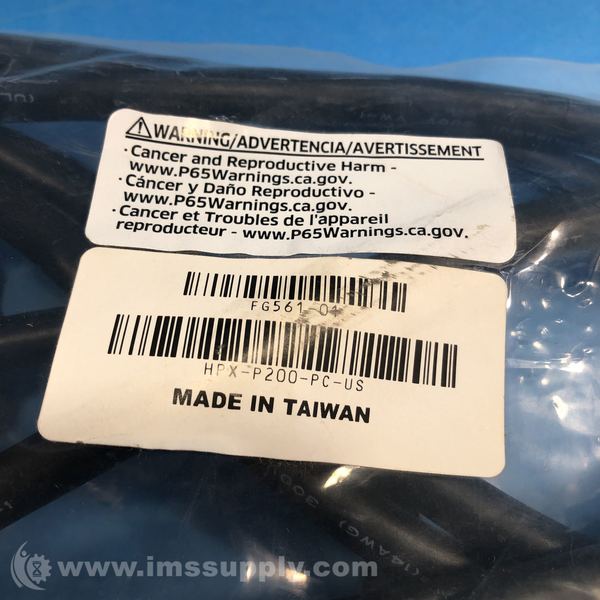 ⚠WARNING/ADVERTENCIA/AVERTISSEMENT
·Cancer and Reproductive Harm -
www.P65Warnings.ca.gov.
·Cáncer y Daño Reproductivo -
www.P65Warnings.ca.gov.
·Cancer et Troubles de l'appareil
reproducteur - www.P65Warnings.ca.gov.
FG561-04
HPX-P200-PC-US
MADE IN TAIWAN
(14AWG) 300
www.imssupply.com